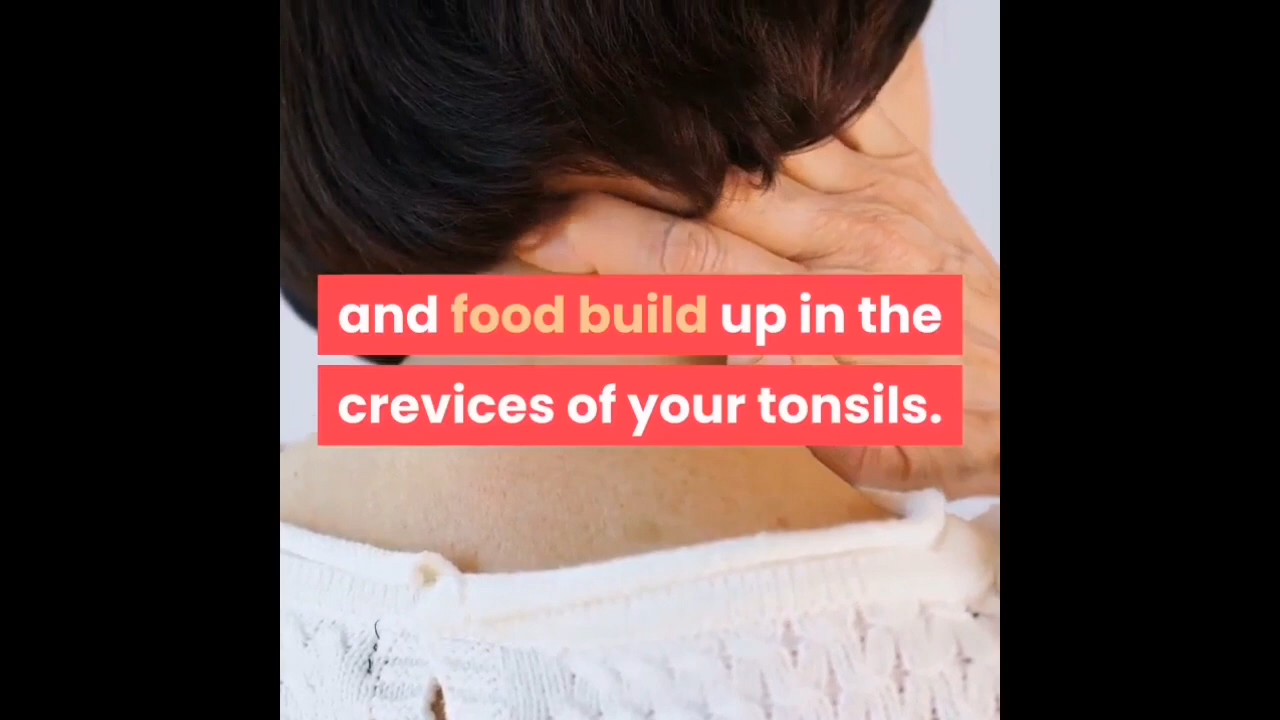 and food build up in the
crevices of your tonsils.